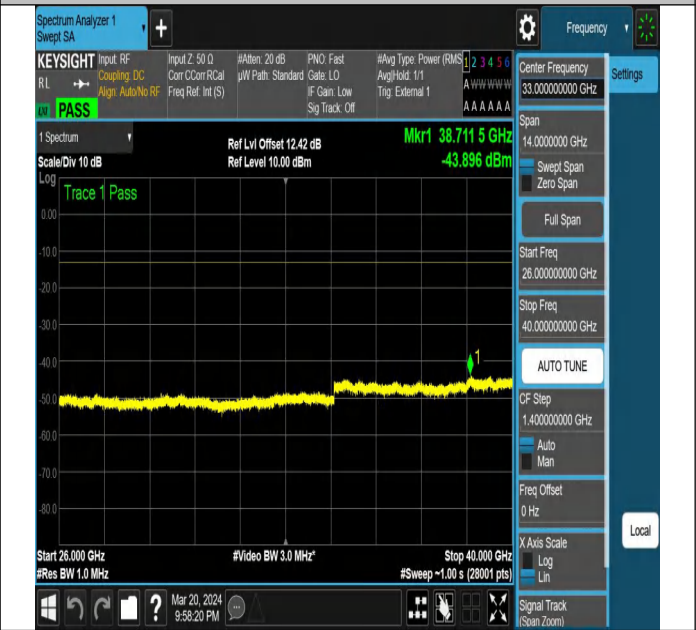 Spectrum Analyzer 1
Swept SA
+
Frequency
Settings
KEYSIGHT
RL
PASS
Input: RF
Coupling: DC
Align: Auto/No RF
Input Z: 50 Ω
Corr CCorr RCal
Freq Ref: Int (S)
#Atten: 20 dB
µW Path: Standard
PNO: Fast
Gate: LO
IF Gain: Low
Sig Track: Off
#Avg Type: Power (RMS
Avg|Hold: 1/1
Trig: External 1
1 2 3 4 5 6
A W W W W W
A A A A A A
1 Spectrum
Scale/Div 10 dB
Ref Lvl Offset 12.42 dB
Ref Level 10.00 dBm
Mkr1 38.711 5 GHz
-43.896 dBm
Log
Trace 1 Pass
0.00
-10.0
-20.0
-30.0
-40.0
-50.0
-60.0
-70.0
-80.0
1
Start 26.000 GHz
#Res BW 1.0 MHz
#Video BW 3.0 MHz*
Stop 40.000 GHz
#Sweep ~1.00 s (28001 pts)
Center Frequency
33.000000000 GHz
Span
14.0000000 GHz
Swept Span
Zero Span
Full Span
Start Freq
26.000000000 GHz
Stop Freq
40.000000000 GHz
AUTO TUNE
CF Step
1.400000000 GHz
Auto
Man
Freq Offset
0 Hz
X Axis Scale
Log
Lin
Signal Track
(Span Zoom)
Local
?
Mar 20, 2024
9:58:20 PM